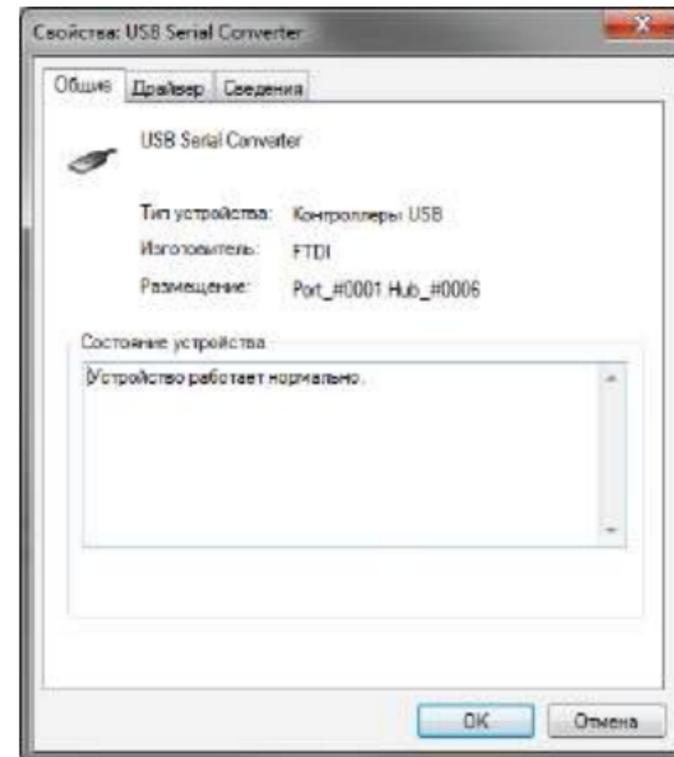 Свойства: USB Serial Converter
Общие Драйвер Сведения
USB Serial Converter
Тип устройства: Контроллеры USB
Изготовитель: FTDI
Размещение: Port_#0001.Hub_#0006
Состояние устройства
Устройство работает нормально.
OK Отмена